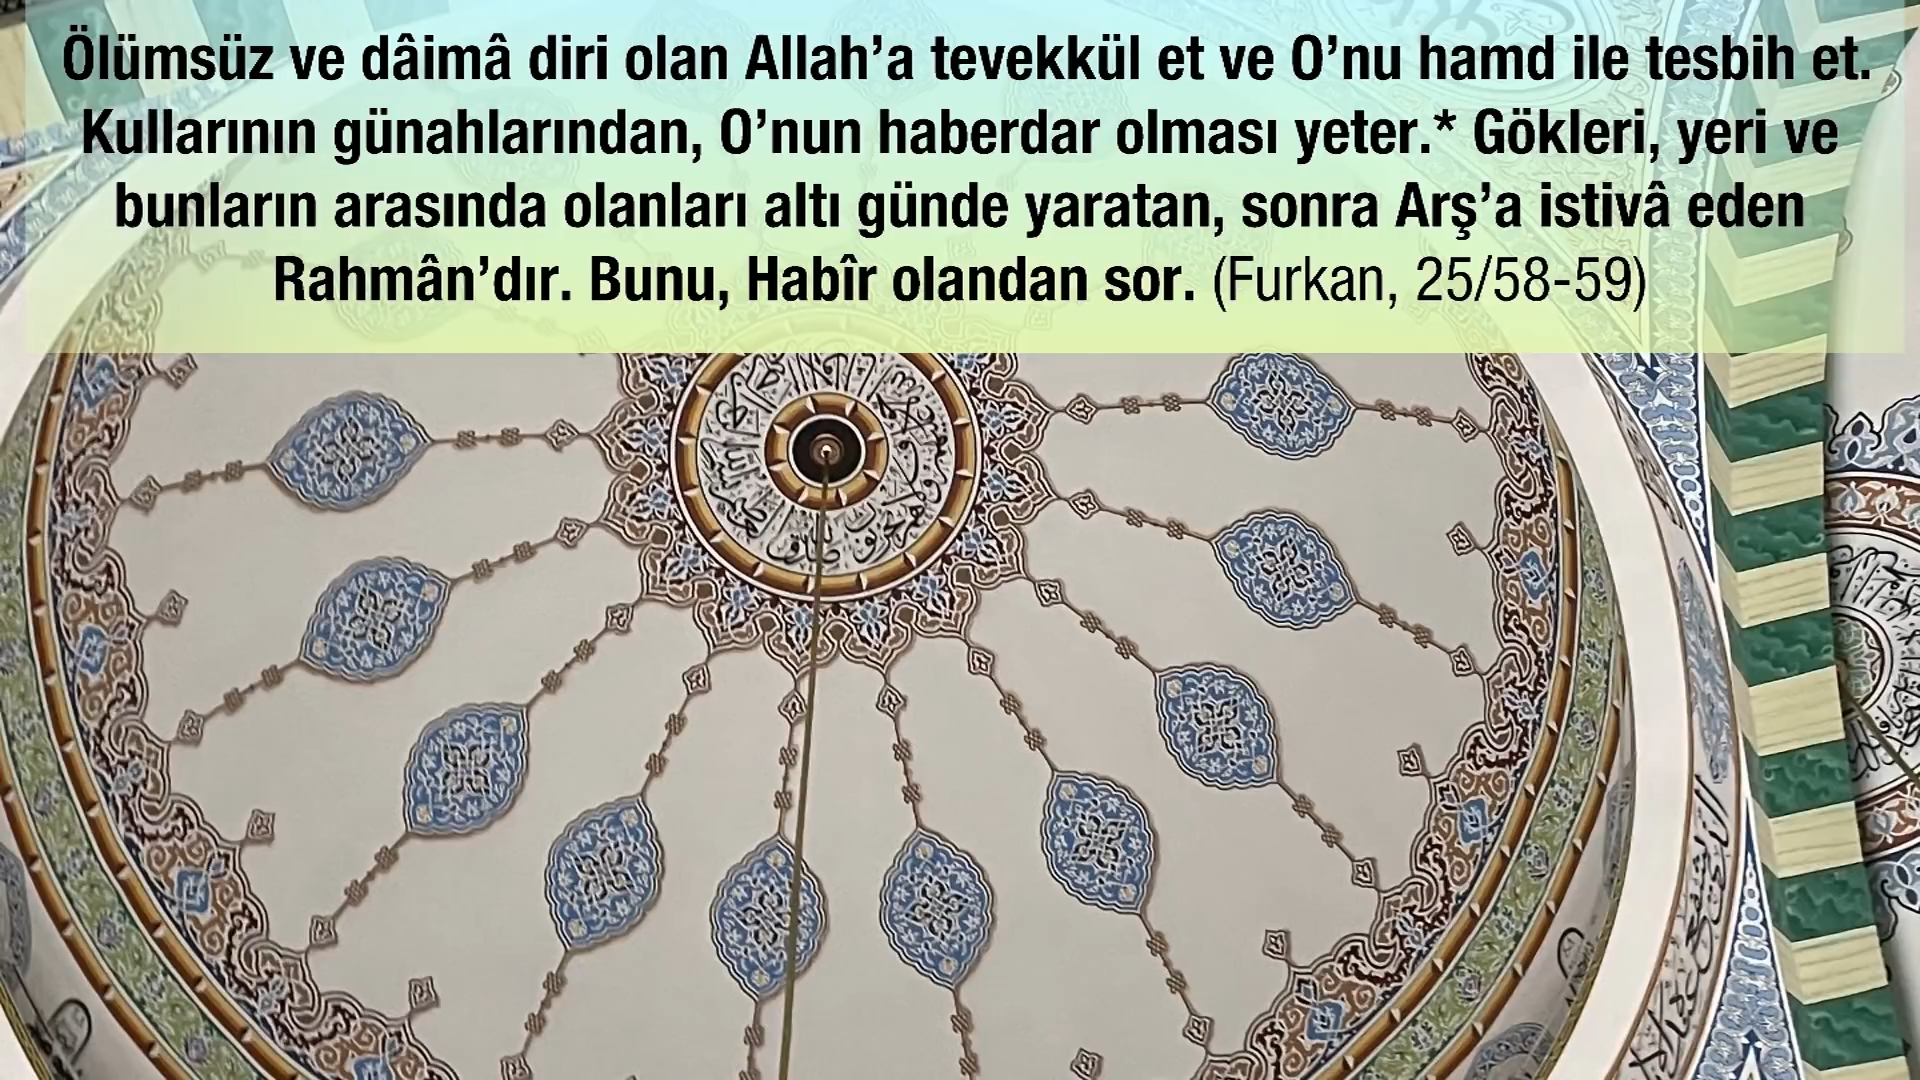 Ölümsüz ve dâimâ diri olan Allah’a tevekkül et ve O’nu hamd ile tesbih et.
Kullarının günahlarından, O’nun haberdar olması yeter.* Gökleri, yeri ve
bunların arasında olanları altı günde yaratan, sonra Arş’a istivâ eden
Rahmân’dır. Bunu, Habîr olandan sor. (Furkan, 25/58-59)